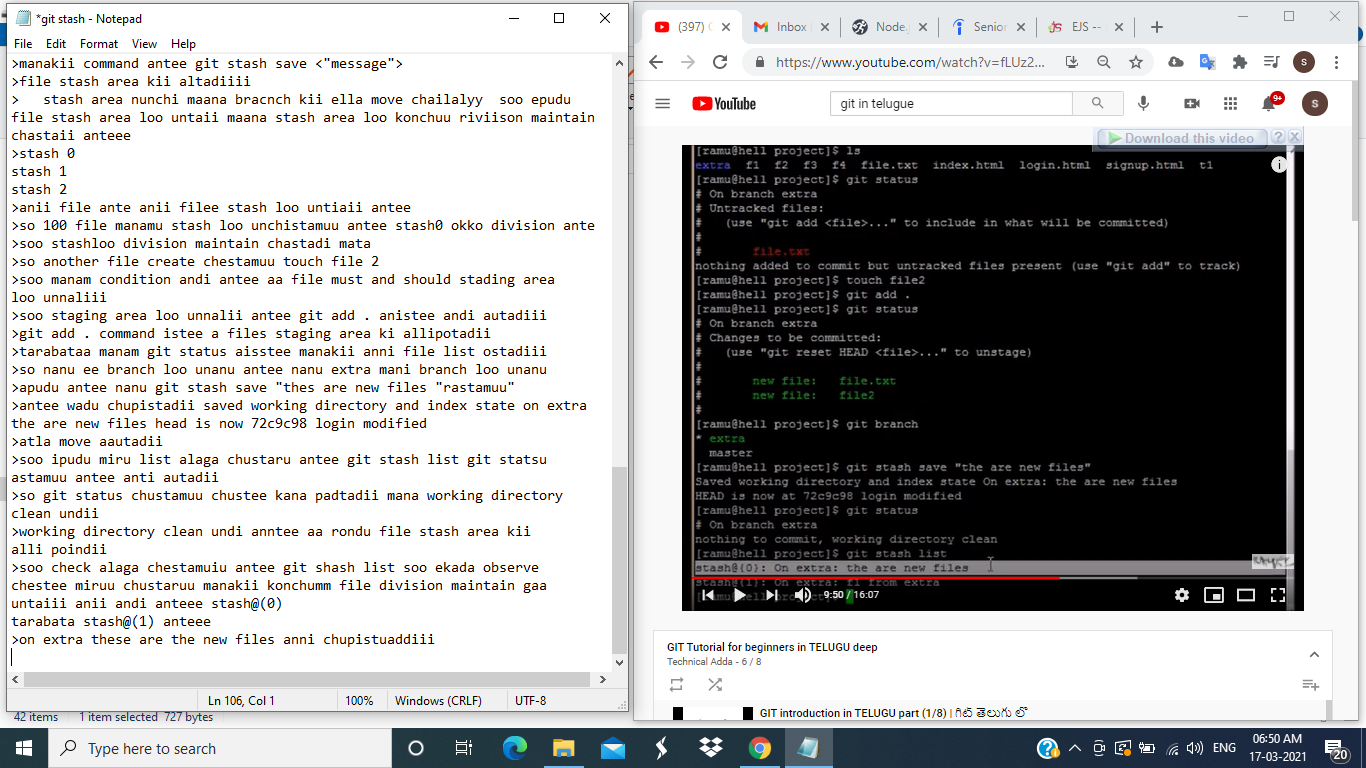 *git stash - Notepad
File Edit Format View Help
>manakii command antee git stash save <"message">
>file stash area kii altadiiii
> stash area nunchi maana bracnch kii ella move chailalyy soo epudu
file stash area loo untaii maana stash area loo konchuu riviison maintain
chastaii anteee
>stash 0
stash 1
stash 2
>anii file ante anii filee stash loo untiaii antee
>so 100 file manamu stash loo unchistamuu antee stash0 okko division ante
>soo stashloo division maintain chastadi mata
>so another file create chestamuu touch file 2
>soo manam condition andi antee aa file must and should stading area
loo unnaliii
>soo staging area loo unnalii antee git add . anistee andi autadiii
>git add . command istee a files staging area ki allipotadii
>tarabataa manam git status aisstee manakii anni file list ostadiii
>so nanu ee branch loo unanu antee nanu extra mani branch loo unanu
>apudu antee nanu git stash save "thes are new files "rastamuu"
>antee wadu chupistadii saved working directory and index state on extra
the are new files head is now 72c9c98 login modified
>atla move aautadii
>soo ipudu miru list alaga chustaru antee git stash list git statsu
astamuu antee anti autadii
>so git status chustamuu chustee kana padtadii mana working directory
clean undii
>working directory clean undi anntee aa rondu file stash area kii
alli poindii
>soo check alaga chestamuiu antee git shash list soo ekada observe
chestee miruu chustaruu manakii konchumm file division maintain gaa
untaiii anii andi anteee stash@(0)
tarabata stash@(1) anteee
>on extra these are the new files anni chupistuaddiii
Ln 106, Col 1 100% Windows (CRLF) UTF-8
42 items 1 item selected 727 bytes
(397) Inbox Node. Senio EJS --
https://www.youtube.com/watch?v=fLUz2...
S
YouTube
git in telugue
9+
S
Download this video ?
[ramu@hell project]$ ls
extra f1 f2 f3 f4 file.txt index.html login.html signup.html t1
[ramu@hell project]$ git status
# On branch extra
# Untracked files:
# (use "git add <file>..." to include in what will be committed)
#
# file.txt
nothing added to commit but untracked files present (use "git add" to track)
[ramu@hell project]$ touch file2
[ramu@hell project]$ git add .
[ramu@hell project]$ git status
# On branch extra
# Changes to be committed:
# (use "git reset HEAD <file>..." to unstage)
#
# new file: file.txt
# new file: file2
#
[ramu@hell project]$ git branch
* extra
master
[ramu@hell project]$ git stash save "the are new files"
Saved working directory and index state On extra: the are new files
HEAD is now at 72c9c98 login modified
[ramu@hell project]$ git status
# On branch extra
nothing to commit, working directory clean
[ramu@hell project]$ git stash list
stash@{0}: On extra: the are new files
stash@{1}: On extra: f1 from extra
9:50 / 16:07
GIT Tutorial for beginners in TELUGU deep
Technical Adda - 6 / 8
GIT introduction in TELUGU part (1/8) | గిట్ తెలుగు లో
Type here to search
ENG
06:50 AM
17-03-2021
20